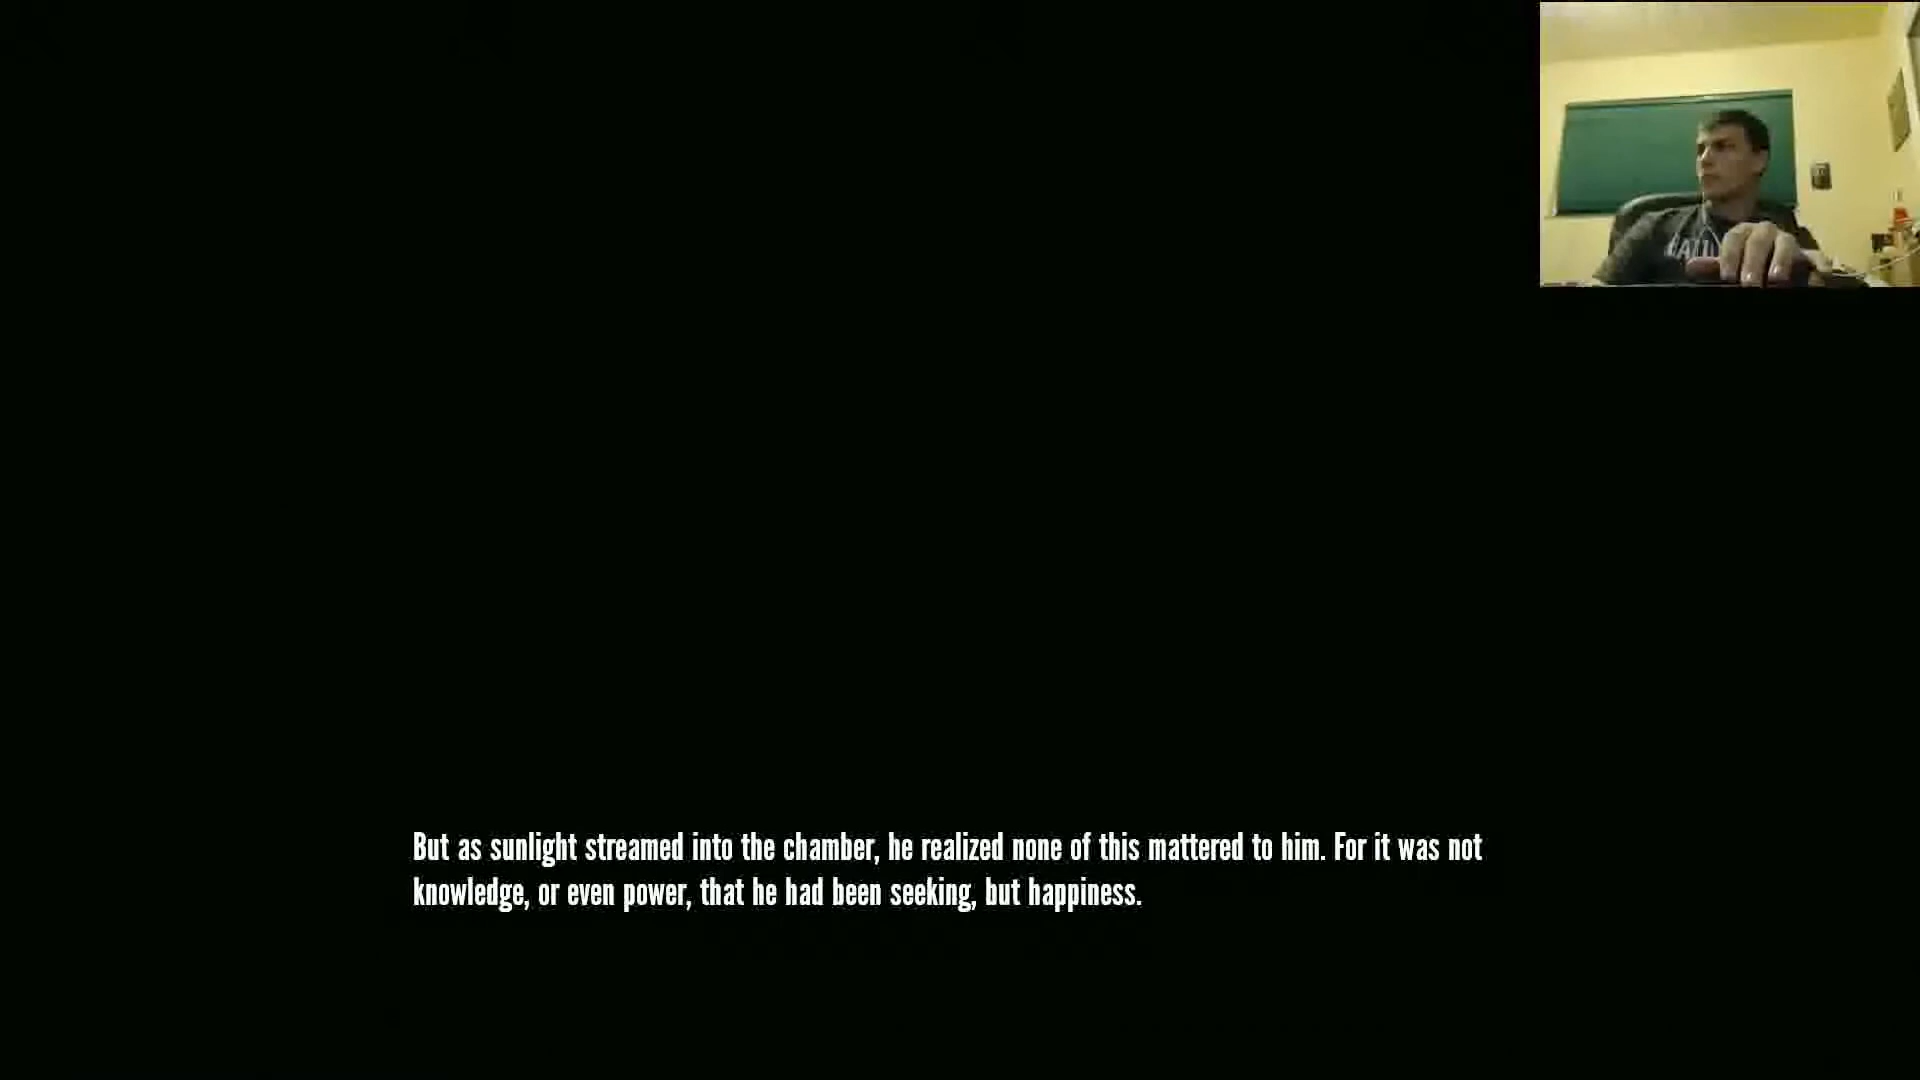 But as sunlight streamed into the chamber, he realized none of this mattered to him. For it was not
knowledge, or even power, that he had been seeking, but happiness.